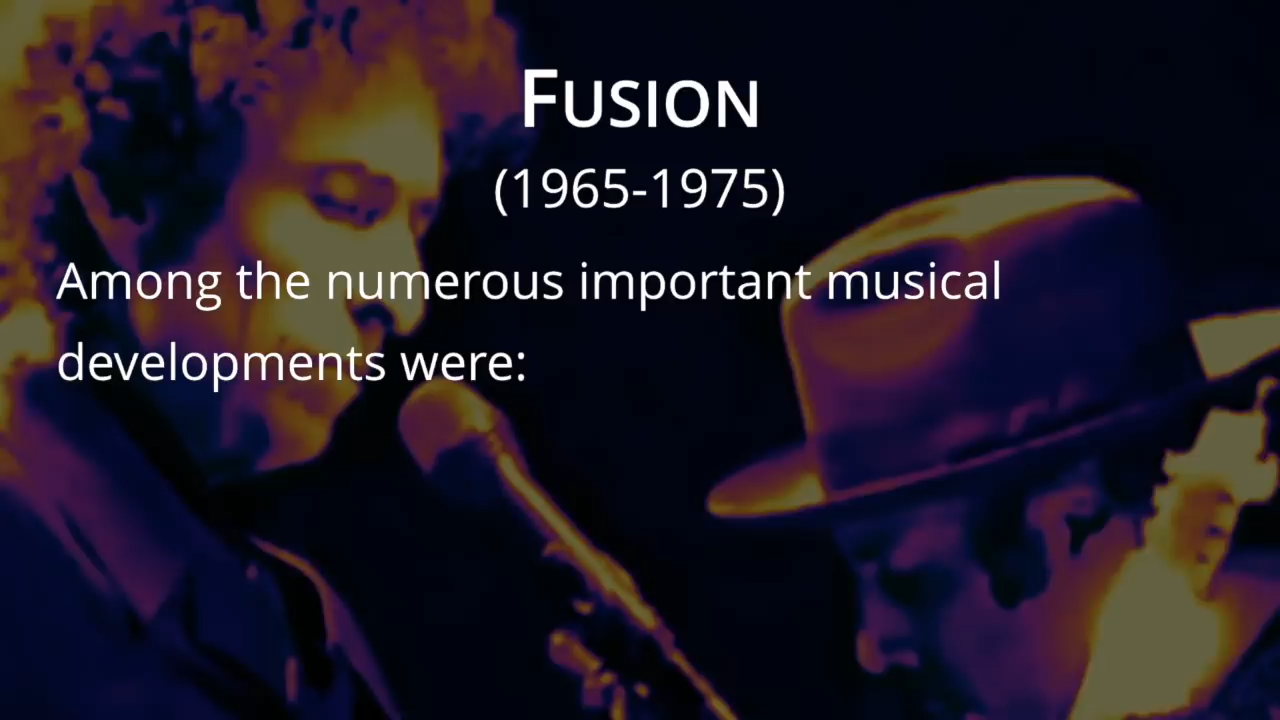 FUSION
(1965-1975)
Among the numerous important musical
developments were: